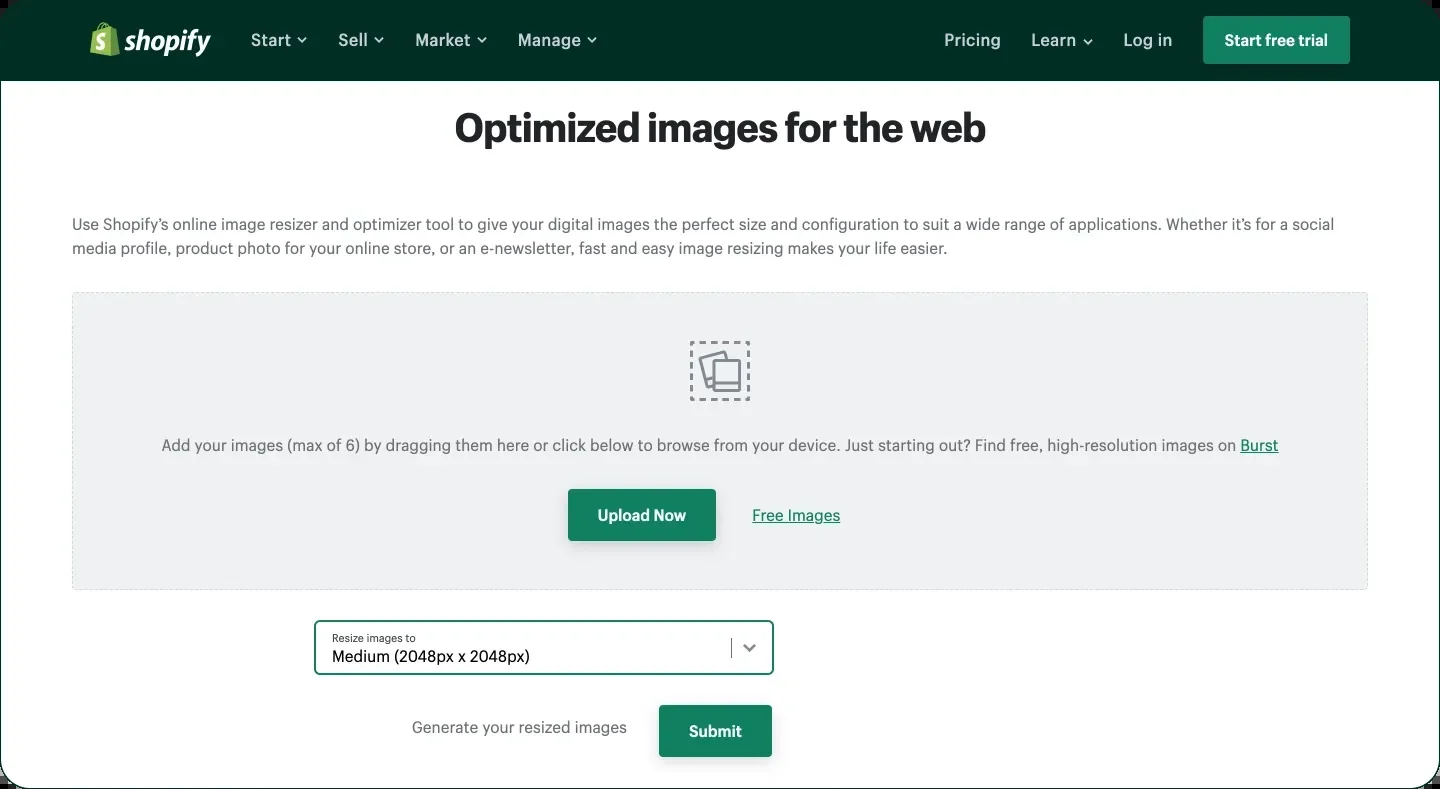 shopify Start Sell Market Manage Pricing Learn Log in Start free trial
Optimized images for the web
Use Shopify’s online image resizer and optimizer tool to give your digital images the perfect size and configuration to suit a wide range of applications. Whether it’s for a social
media profile, product photo for your online store, or an e-newsletter, fast and easy image resizing makes your life easier.
Add your images (max of 6) by dragging them here or click below to browse from your device. Just starting out? Find free, high-resolution images on Burst
Upload Now Free Images
Resize images to
Medium (2048px x 2048px)
Generate your resized images Submit